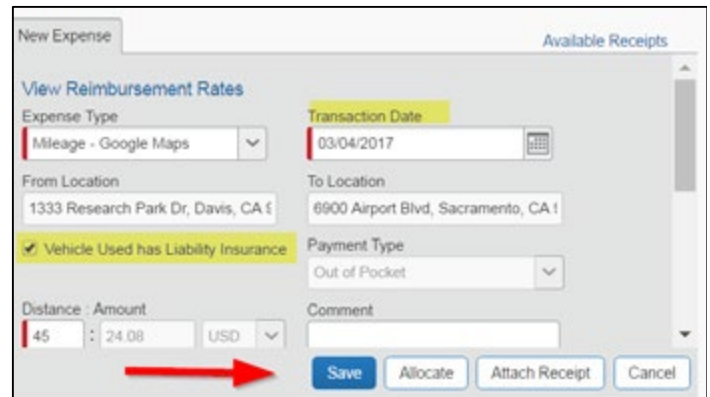 New Expense
Available Receipts
View Reimbursement Rates
Expense Type
Transaction Date
Mileage - Google Maps
03/04/2017
From Location
To Location
1333 Research Park Dr, Davis, CA
6900 Airport Blvd, Sacramento, CA
Vehicle Used has Liability Insurance
Payment Type
Out of Pocket
Distance : Amount
Comment
45 : 24.08 USD
Save Allocate Attach Receipt Cancel